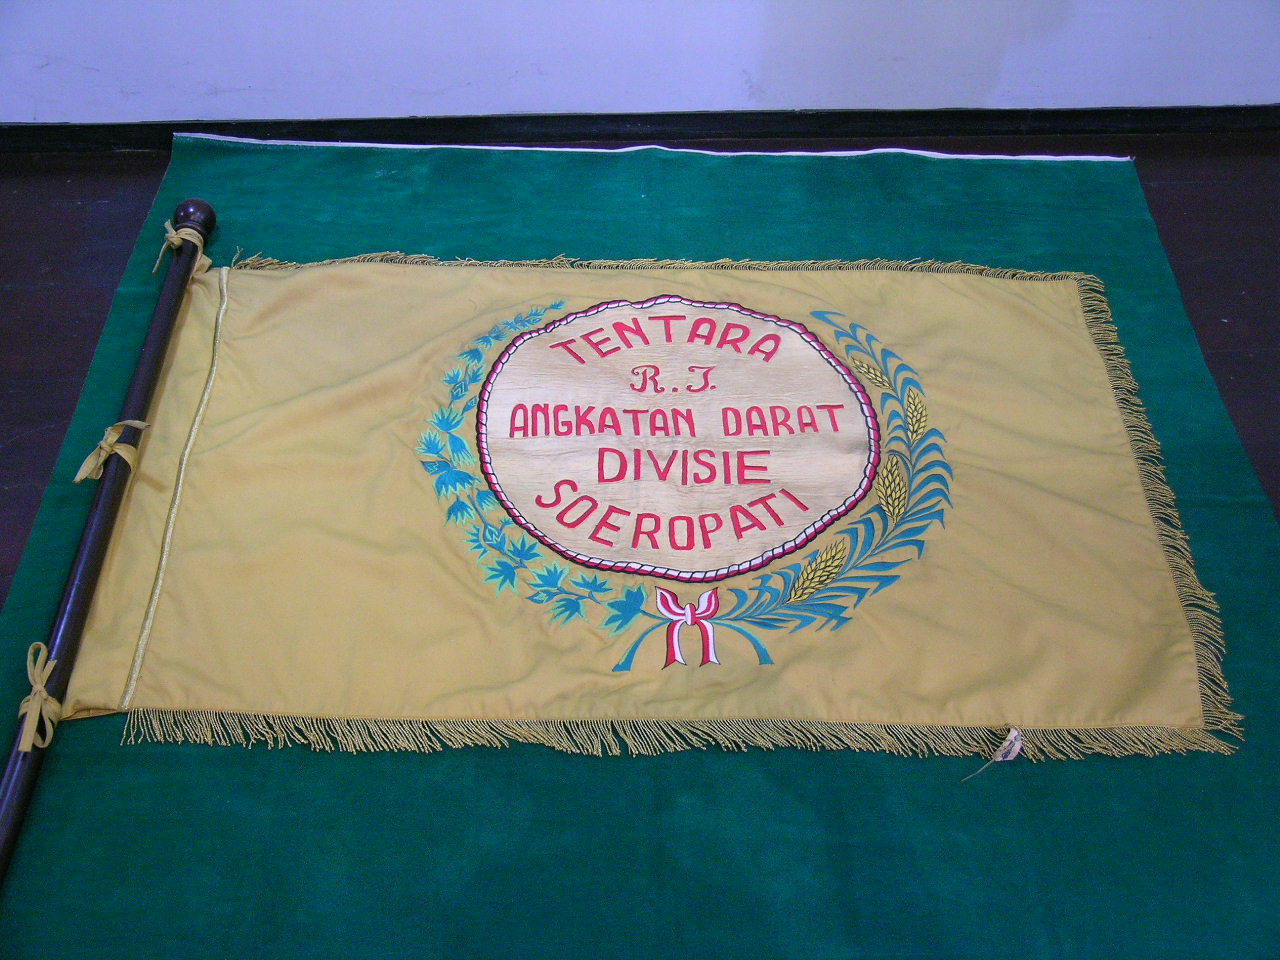 TENTARA
R.I.
ANGKATAN DARAT
DIVISIE
SOEROPATI